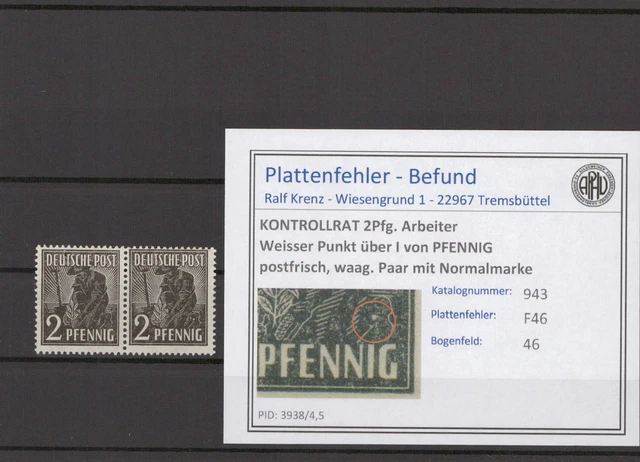 DEUTSCHE POST
2 PFENNIG
DEUTSCHE POST
2 PFENNIG
Plattenfehler - Befund
Ralf Krenz - Wiesengrund 1 - 22967 Tremsbüttel
KONTROLLRAT 2Pfg. Arbeiter
Weisser Punkt über I von PFENNIG
postfrisch, waag. Paar mit Normalmarke
Katalognummer: 943
Plattenfehler: F46
Bogenfeld: 46
PFENNIG
PID: 3938/4,5